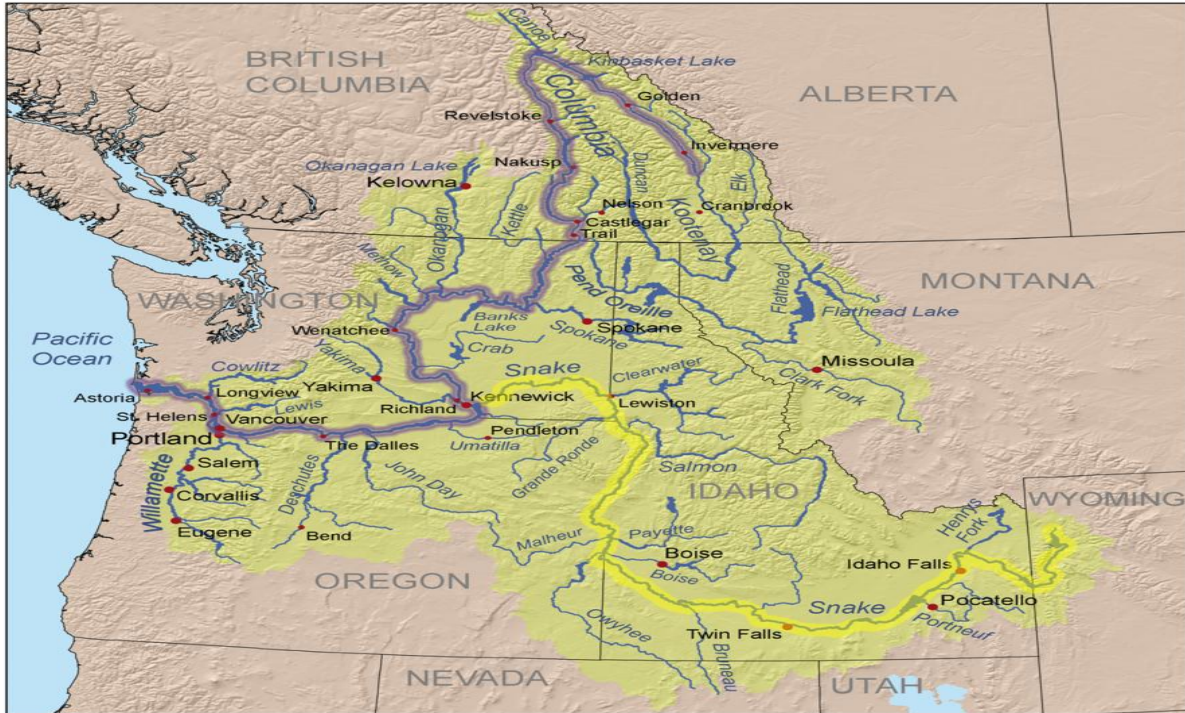 Canoe
BRITISH
COLUMBIA
Kinbasket Lake
ALBERTA
Golden
Columbia
Revelstoke
Invermere
Nakusp
Okanagan Lake
Kelowna
Duncan
Elk
Kootenay
Nelson
Cranbrook
Kettle
Castlegar
Trail
Okanagan
Methow
MONTANA
WASHINGTON
Pend Oreille
Flathead
Flathead Lake
Banks
Lake
Spokane
Spokane
Wenatchee
Pacific
Ocean
Crab
Yakima
Cowlitz
Snake
Clearwater
Missoula
Clark Fork
Yakima
Astoria
Longview
Lewis
Richland
Kennewick
Lewiston
St. Helens
Vancouver
Portland
The Dalles
Pendleton
Umatilla
Grande Ronde
Salem
Deschutes
John Day
Salmon
IDAHO
WYOMING
Willamette
Corvallis
Henrys
Fork
Eugene
Bend
Malheur
Payette
Boise
Boise
Idaho Falls
OREGON
Snake
Pocatello
Owyhee
Twin Falls
Portneuf
Bruneau
NEVADA
UTAH